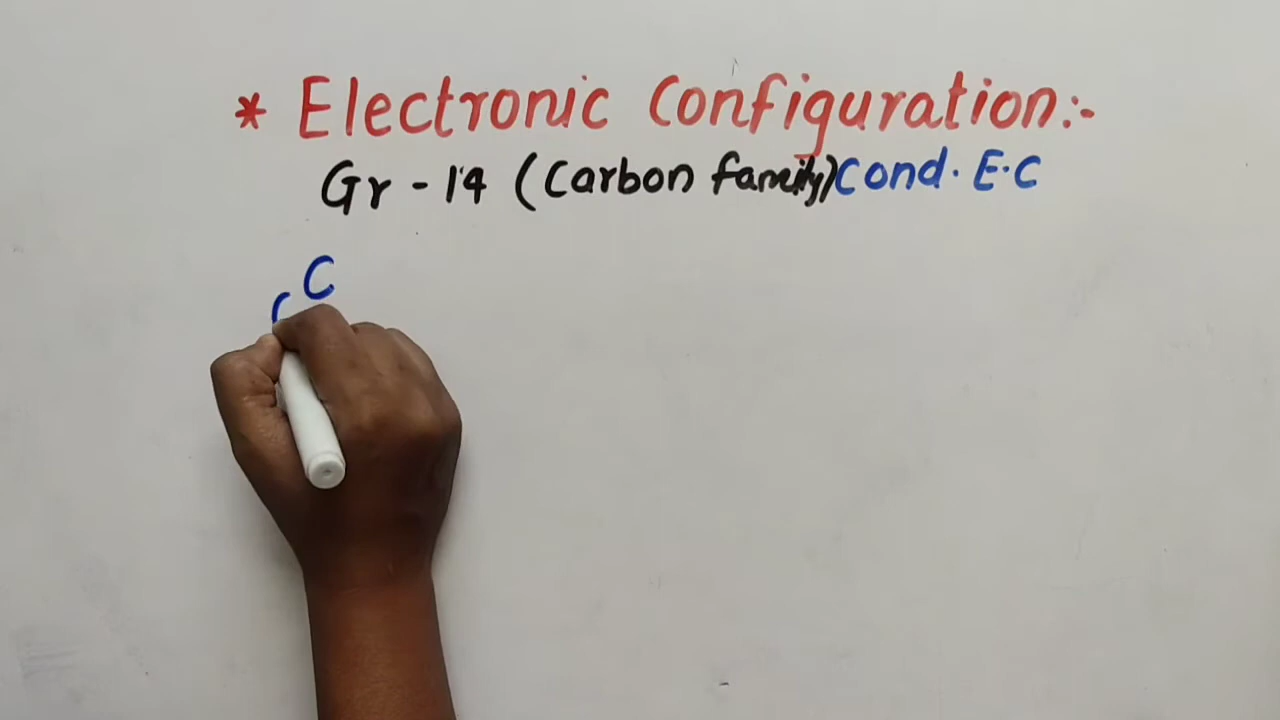 * Electronic Configuration:-
Gr - 14 (Carbon family) Cond. E.C
C